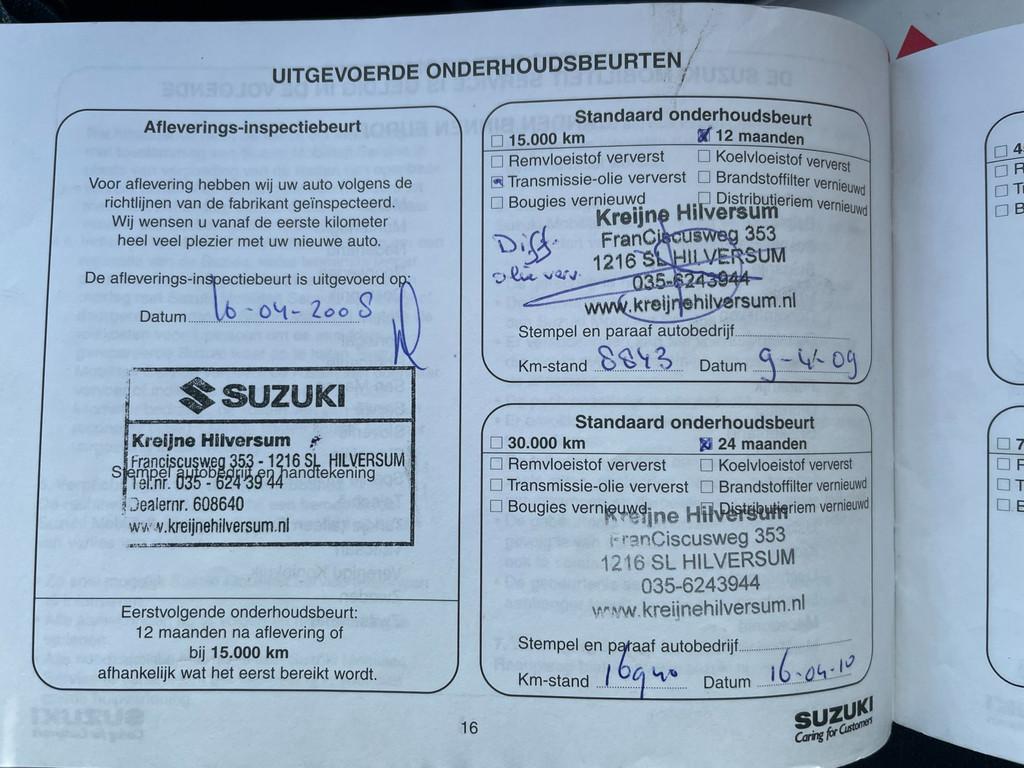 UITGEVOERDE ONDERHOUDSBEURTEN
Afleverings-inspectiebeurt
Voor aflevering hebben wij uw auto volgens de
richtlijnen van de fabrikant geïnspecteerd.
Wij wensen u vanaf de eerste kilometer
heel veel plezier met uw nieuwe auto.
De afleverings-inspectiebeurt is uitgevoerd op:
Datum 16-04-2008
SUZUKI
Kreijne Hilversum
Franciscusweg 353 - 1216 SL HILVERSUM
Stempel autobedrijf en handtekening
Tel.nr. 035 - 624 39 44
Dealernr. 608640
www.kreijnehilversum.nl
Eerstvolgende onderhoudsbeurt:
12 maanden na aflevering of
bij 15.000 km
afhankelijk wat het eerst bereikt wordt.
Standaard onderhoudsbeurt
15.000 km 12 maanden
Remvloeistof ververst Koelvloeistof ververst
Transmissie-olie ververst Brandstoffilter vernieuwd
Bougies vernieuwd Distributieriem vernieuwd
Kreijne Hilversum
Diff. FranCiscusweg 353
olie verv. 1216 SL HILVERSUM
035-6243944
www.kreijnehilversum.nl
Stempel en paraaf autobedrijf
Km-stand 8843 Datum 9-4-09
Standaard onderhoudsbeurt
30.000 km 24 maanden
Remvloeistof ververst Koelvloeistof ververst
Transmissie-olie ververst Brandstoffilter vernieuwd
Bougies vernieuwd Distributieriem vernieuwd
Kreijne Hilversum
FranCiscusweg 353
1216 SL HILVERSUM
035-6243944
www.kreijnehilversum.nl
Stempel en paraaf autobedrijf
Km-stand 16940 Datum 16-04-10
16
SUZUKI
Caring for Customers